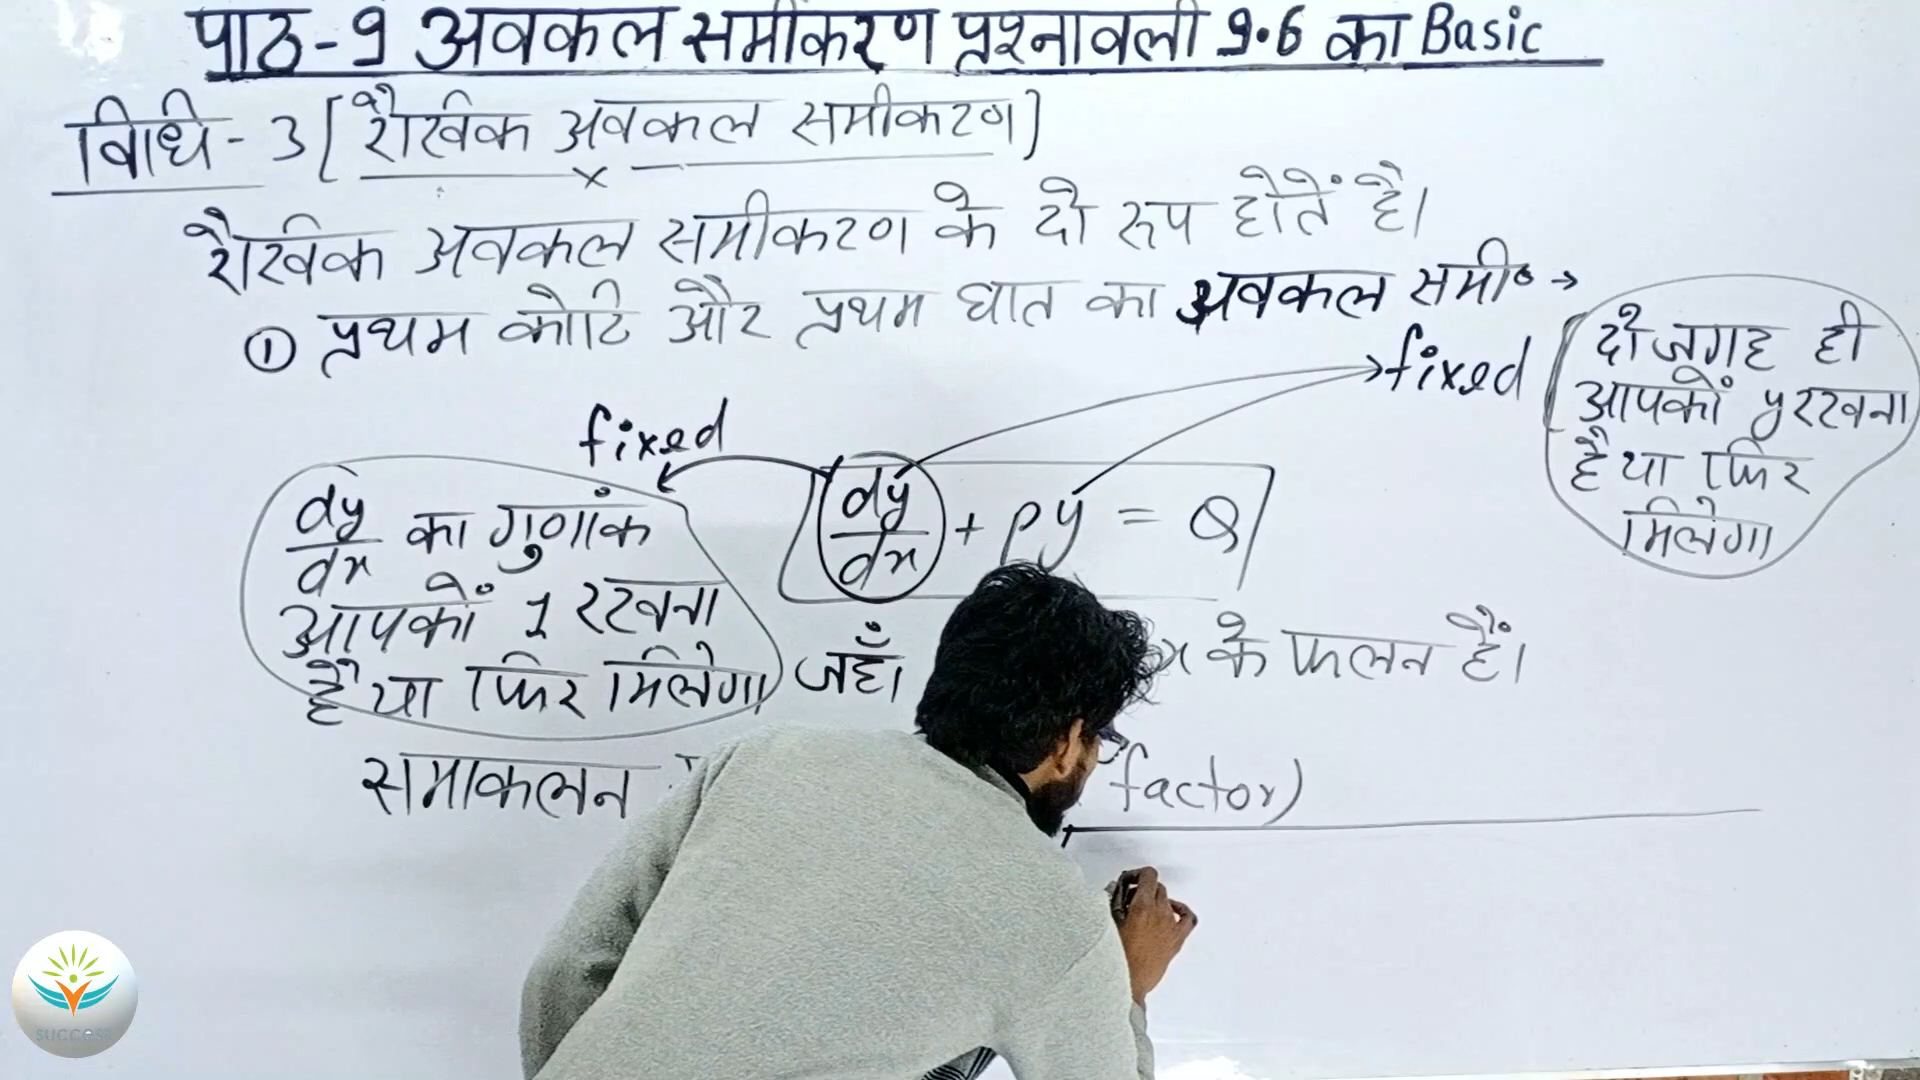 पाठ-9 अवकल समीकरण प्रश्नावली 9.6 का Basic
विधि - 3 [रैखिक अवकल समीकरण]
रैखिक अवकल समीकरण के दो रूप होतें है।
① प्रथम कोटि और प्रथम घात का अवकल समी० →
fixed
दो जगह ही
आपकों y रखना
है या फिर
मिलेगा
fixed
dy/dx + py = Q
dy/dx का गुणांक
आपकों 1 रखना
है या फिर मिलेगा
जहाँ x के फलन हैं।
समाकलन factor)
SUCCESS